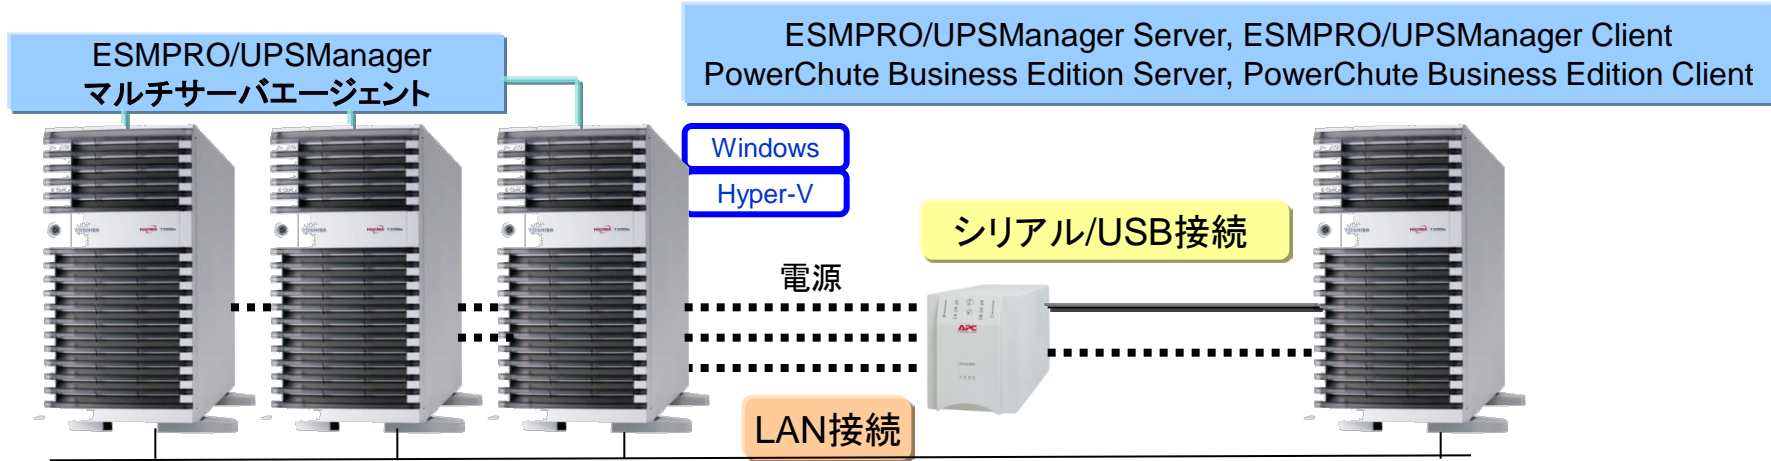 ESMPRO/UPSManager
マルチサーバエージェント
ESMPRO/UPSManager Server, ESMPRO/UPSManager Client
PowerChute Business Edition Server, PowerChute Business Edition Client
Windows
Hyper-V
シリアル/USB接続
電源
APC
LAN接続